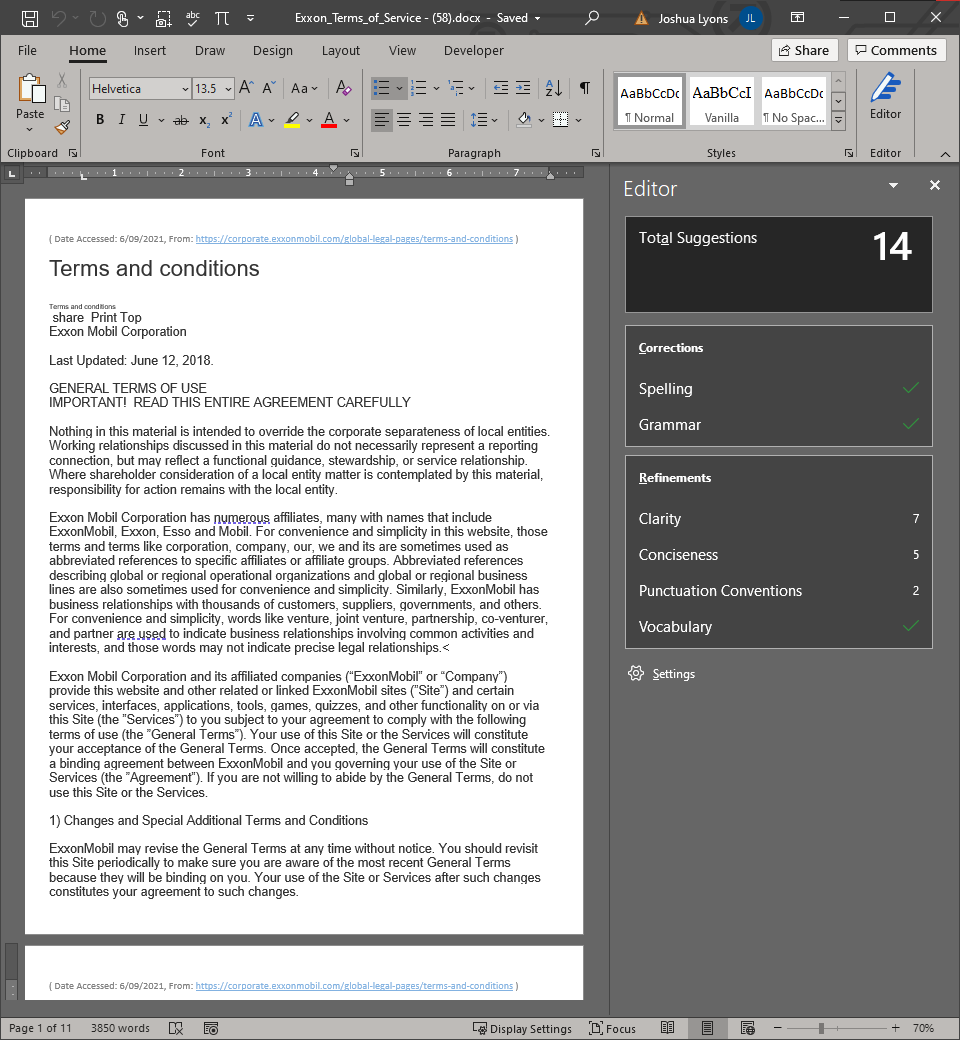 abc
Exxon_Terms_of_Service - (58).docx - Saved
Joshua Lyons
JL
File Home Insert Draw Design Layout View Developer
Share Comments
Paste
Helvetica 13.5 A A Aa A
B I U ab x2 x2 A A
AaBbCcDc AaBbCcI AaBbCcDc
¶ Normal Vanilla ¶ No Spac...
Editor
Clipboard Font Paragraph Styles Editor
L 1 2 3 4 5 6 7
( Date Accessed: 6/09/2021, From: https://corporate.exxonmobil.com/global-legal-pages/terms-and-conditions )
Terms and conditions
Terms and conditions
share Print Top
Exxon Mobil Corporation
Last Updated: June 12, 2018.
GENERAL TERMS OF USE
IMPORTANT! READ THIS ENTIRE AGREEMENT CAREFULLY
Nothing in this material is intended to override the corporate separateness of local entities.
Working relationships discussed in this material do not necessarily represent a reporting
connection, but may reflect a functional guidance, stewardship, or service relationship.
Where shareholder consideration of a local entity matter is contemplated by this material,
responsibility for action remains with the local entity.
Exxon Mobil Corporation has numerous affiliates, many with names that include
ExxonMobil, Exxon, Esso and Mobil. For convenience and simplicity in this website, those
terms and terms like corporation, company, our, we and its are sometimes used as
abbreviated references to specific affiliates or affiliate groups. Abbreviated references
describing global or regional operational organizations and global or regional business
lines are also sometimes used for convenience and simplicity. Similarly, ExxonMobil has
business relationships with thousands of customers, suppliers, governments, and others.
For convenience and simplicity, words like venture, joint venture, partnership, co-venturer,
and partner are used to indicate business relationships involving common activities and
interests, and those words may not indicate precise legal relationships.<
Exxon Mobil Corporation and its affiliated companies (“ExxonMobil” or “Company”)
provide this website and other related or linked ExxonMobil sites (”Site”) and certain
services, interfaces, applications, tools, games, quizzes, and other functionality on or via
this Site (the ”Services”) to you subject to your agreement to comply with the following
terms of use (the ”General Terms”). Your use of this Site or the Services will constitute
your acceptance of the General Terms. Once accepted, the General Terms will constitute
a binding agreement between ExxonMobil and you governing your use of the Site or
Services (the ”Agreement”). If you are not willing to abide by the General Terms, do not
use this Site or the Services.
1) Changes and Special Additional Terms and Conditions
ExxonMobil may revise the General Terms at any time without notice. You should revisit
this Site periodically to make sure you are aware of the most recent General Terms
because they will be binding on you. Your use of the Site or Services after such changes
constitutes your agreement to such changes.
( Date Accessed: 6/09/2021, From: https://corporate.exxonmobil.com/global-legal-pages/terms-and-conditions )
Editor
Total Suggestions 14
Corrections
Spelling
Grammar
Refinements
Clarity 7
Conciseness 5
Punctuation Conventions 2
Vocabulary
Settings
Page 1 of 11 3850 words Display Settings Focus 70%